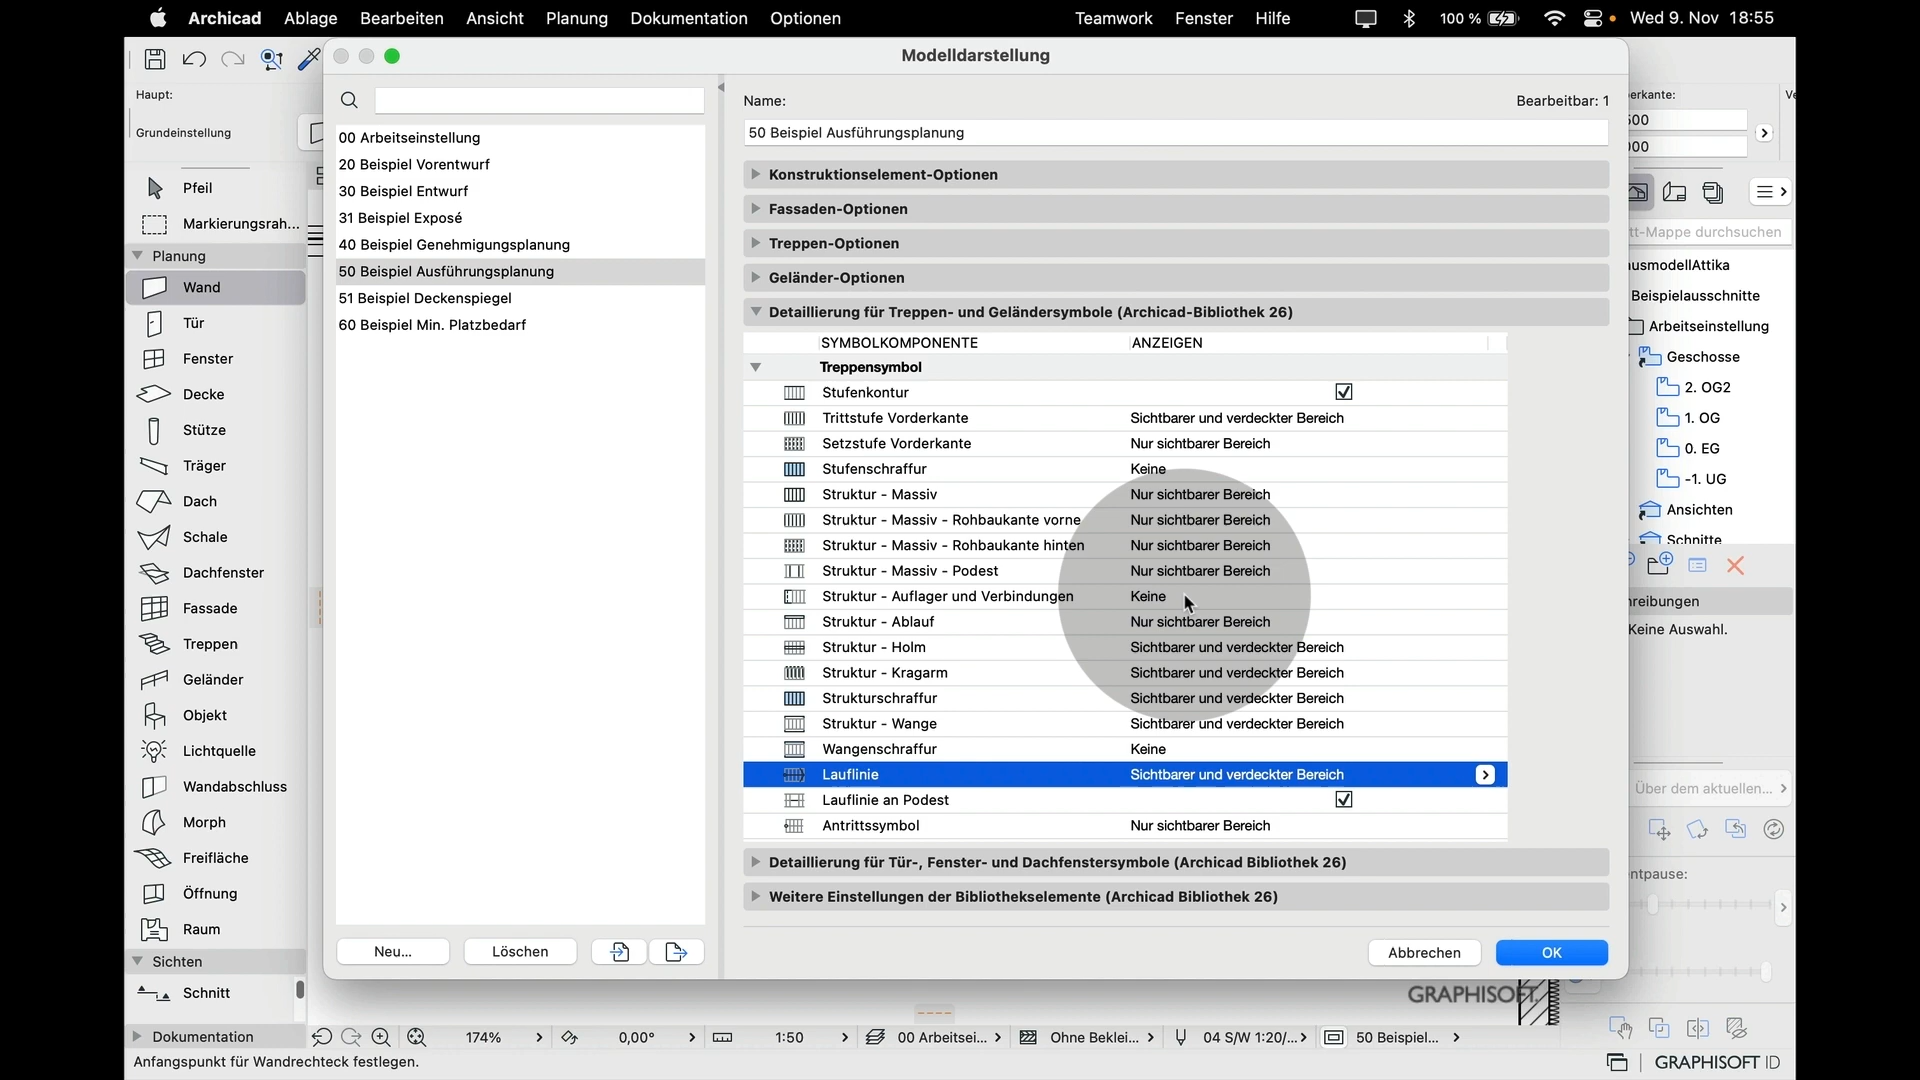 Archicad Ablage Bearbeiten Ansicht Planung Dokumentation Optionen Teamwork Fenster Hilfe 100 % Wed 9. Nov 18:55
Modelldarstellung
Haupt:
Grundeinstellung
Pfeil
Markierungsrah...
Planung
Wand
Tür
Fenster
Decke
Stütze
Träger
Dach
Schale
Dachfenster
Fassade
Treppen
Geländer
Objekt
Lichtquelle
Wandabschluss
Morph
Freifläche
Öffnung
Raum
Sichten
Schnitt
Dokumentation
00 Arbeitseinstellung
20 Beispiel Vorentwurf
30 Beispiel Entwurf
31 Beispiel Exposé
40 Beispiel Genehmigungsplanung
50 Beispiel Ausführungsplanung
51 Beispiel Deckenspiegel
60 Beispiel Min. Platzbedarf
Neu...
Löschen
Name:
Bearbeitbar: 1
50 Beispiel Ausführungsplanung
Konstruktionselement-Optionen
Fassaden-Optionen
Treppen-Optionen
Geländer-Optionen
Detaillierung für Treppen- und Geländersymbole (Archicad-Bibliothek 26)
SYMBOLKOMPONENTE ANZEIGEN
Treppensymbol
Stufenkontur
Trittstufe Vorderkante Sichtbarer und verdeckter Bereich
Setzstufe Vorderkante Nur sichtbarer Bereich
Stufenschraffur Keine
Struktur - Massiv Nur sichtbarer Bereich
Struktur - Massiv - Rohbaukante vorne Nur sichtbarer Bereich
Struktur - Massiv - Rohbaukante hinten Nur sichtbarer Bereich
Struktur - Massiv - Podest Nur sichtbarer Bereich
Struktur - Auflager und Verbindungen Keine
Struktur - Ablauf Nur sichtbarer Bereich
Struktur - Holm Sichtbarer und verdeckter Bereich
Struktur - Kragarm Sichtbarer und verdeckter Bereich
Strukturschraffur Sichtbarer und verdeckter Bereich
Struktur - Wange Sichtbarer und verdeckter Bereich
Wangenschraffur Keine
Lauflinie Sichtbarer und verdeckter Bereich
Lauflinie an Podest
Antrittssymbol Nur sichtbarer Bereich
Detaillierung für Tür-, Fenster- und Dachfenstersymbole (Archicad Bibliothek 26)
Weitere Einstellungen der Bibliothekselemente (Archicad Bibliothek 26)
Abbrechen
OK
erkante:
500
000
tt-Mappe durchsuchen
ausmodellAttika
Beispielausschnitte
Arbeitseinstellung
Geschosse
2. OG2
1. OG
0. EG
-1. UG
Ansichten
Schnitte
hreibungen
Keine Auswahl.
Über dem aktuellen...
ntpause:
GRAPHISOFT.
174% 0,00° 1:50 00 Arbeitsei... Ohne Beklei... 04 S/W 1:20/... 50 Beispiel...
Anfangspunkt für Wandrechteck festlegen.
GRAPHISOFT ID